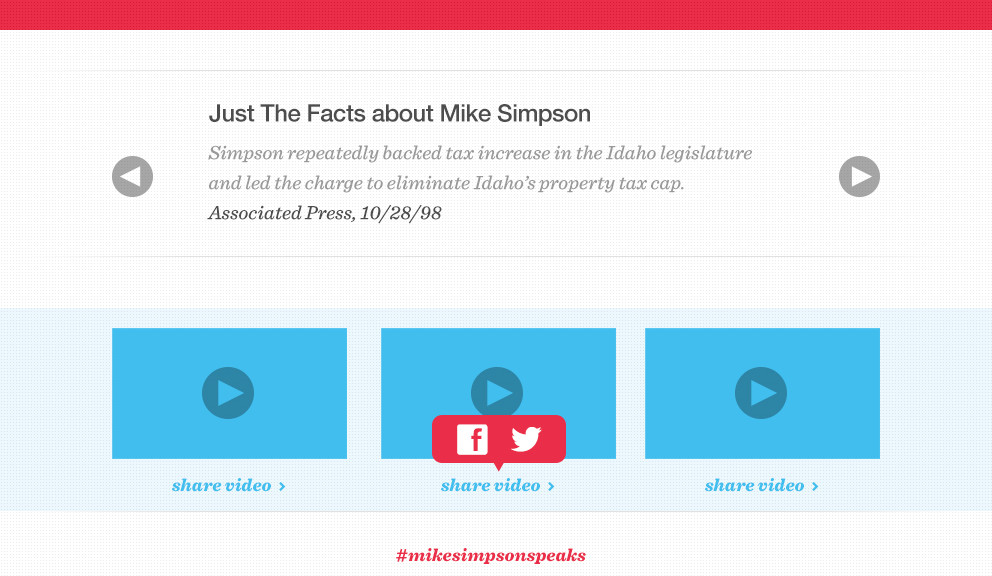 Just The Facts about Mike Simpson
Simpson repeatedly backed tax increase in the Idaho legislature
and led the charge to eliminate Idaho’s property tax cap.
Associated Press, 10/28/98
share video ›
share video ›
share video ›
#mikesimpsonspeaks